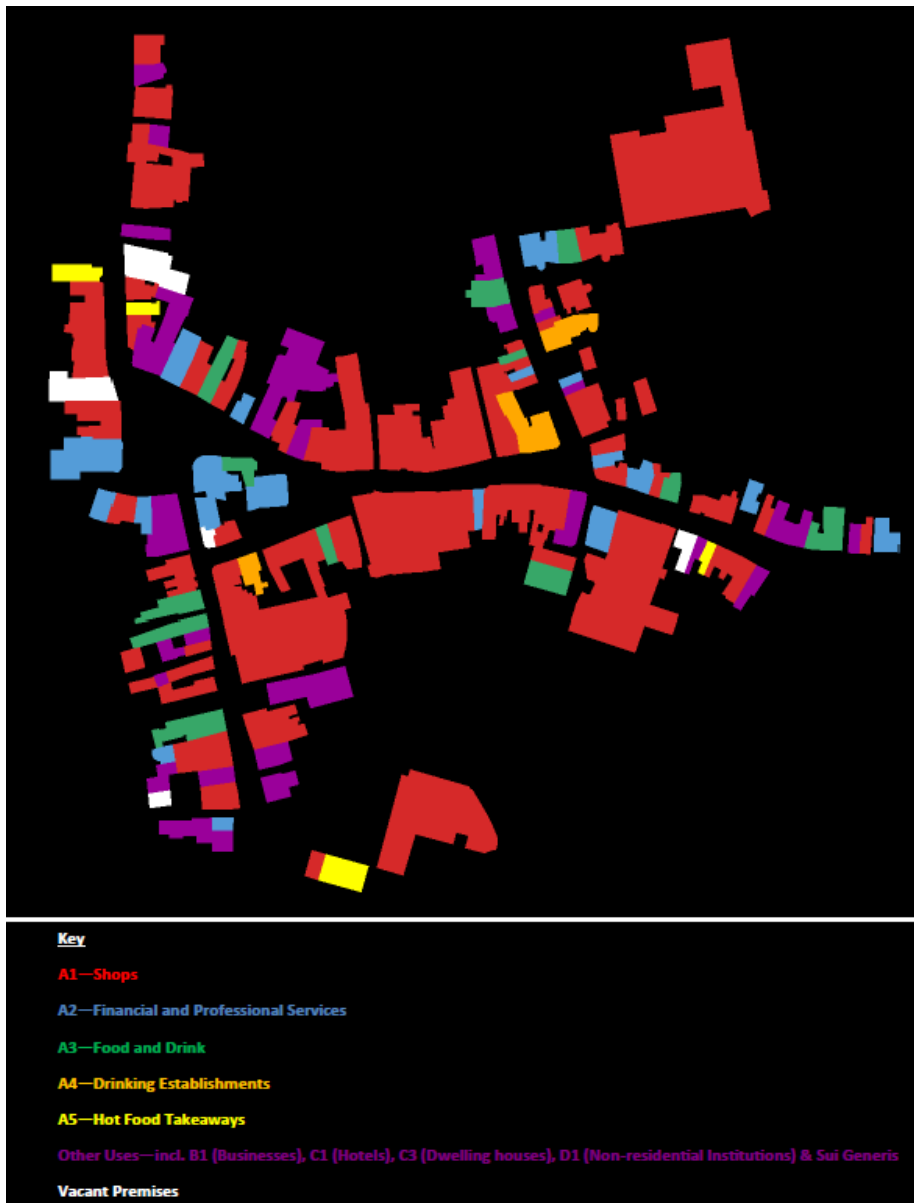 Key
A1—Shops
A2—Financial and Professional Services
A3—Food and Drink
A4—Drinking Establishments
A5—Hot Food Takeaways
Other Uses—incl. B1 (Businesses), C1 (Hotels), C3 (Dwelling houses), D1 (Non-residential Institutions) & Sui Generis
Vacant Premises